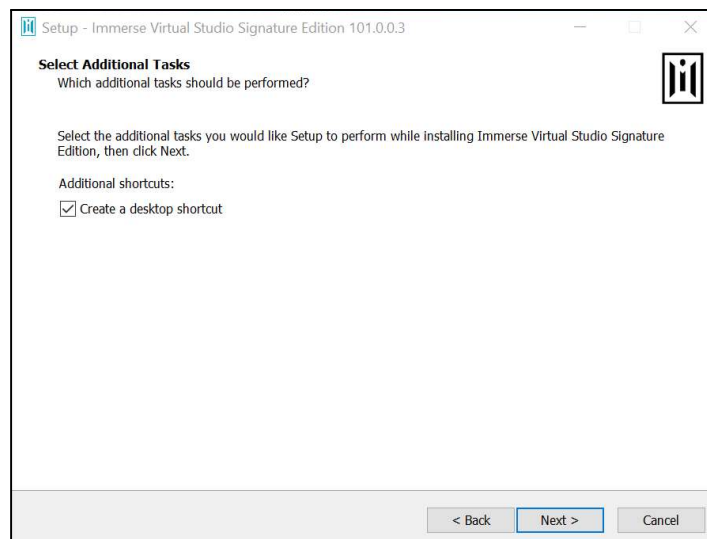 Setup - Immerse Virtual Studio Signature Edition 101.0.0.3
Select Additional Tasks
Which additional tasks should be performed?
Select the additional tasks you would like Setup to perform while installing Immerse Virtual Studio Signature
Edition, then click Next.
Additional shortcuts:
Create a desktop shortcut
< Back
Next >
Cancel